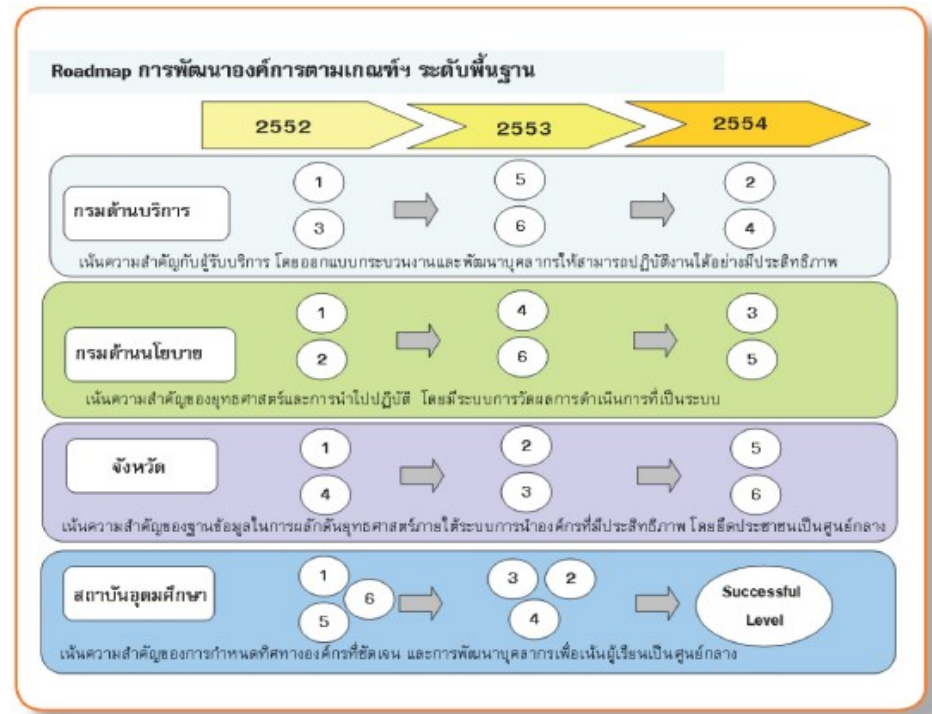 Roadmap การพัฒนาองค์การตามเกณฑ์ฯ ระดับพื้นฐาน
2552 2553 2554
กรมด้านบริการ
1 5 2
3 6 4
เน้นความสำคัญกับผู้รับบริการ โดยออกแบบกระบวนงานและพัฒนาบุคลากรให้สามารถปฏิบัติงานได้อย่างมีประสิทธิภาพ
กรมด้านนโยบาย
1 4 3
2 6 5
เน้นความสำคัญของยุทธศาสตร์และการนำไปปฏิบัติ โดยมีระบบการวัดผลการดำเนินการที่เป็นระบบ
จังหวัด
1 2 5
4 3 6
เน้นความสำคัญของฐานข้อมูลในการผลักดันยุทธศาสตร์ภายใต้ระบบการนำองค์กรที่มีประสิทธิภาพ โดยยึดประชาชนเป็นศูนย์กลาง
สถาบันอุดมศึกษา
1 3 2
6
5 4
Successful
Level
เน้นความสำคัญของการกำหนดทิศทางองค์กรที่ชัดเจน และการพัฒนาบุคลากรเพื่อเน้นผู้เรียนเป็นศูนย์กลาง